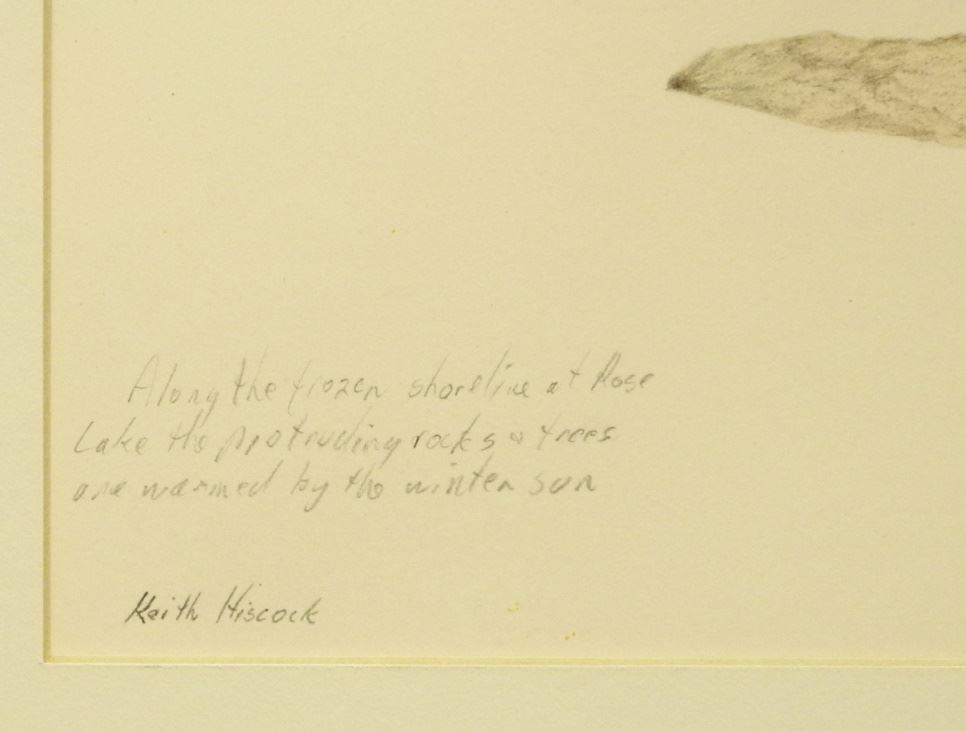 Along the frozen shoreline at Rose
Lake the protruding rocks & trees
are warmed by the winter sun
Keith Hiscock